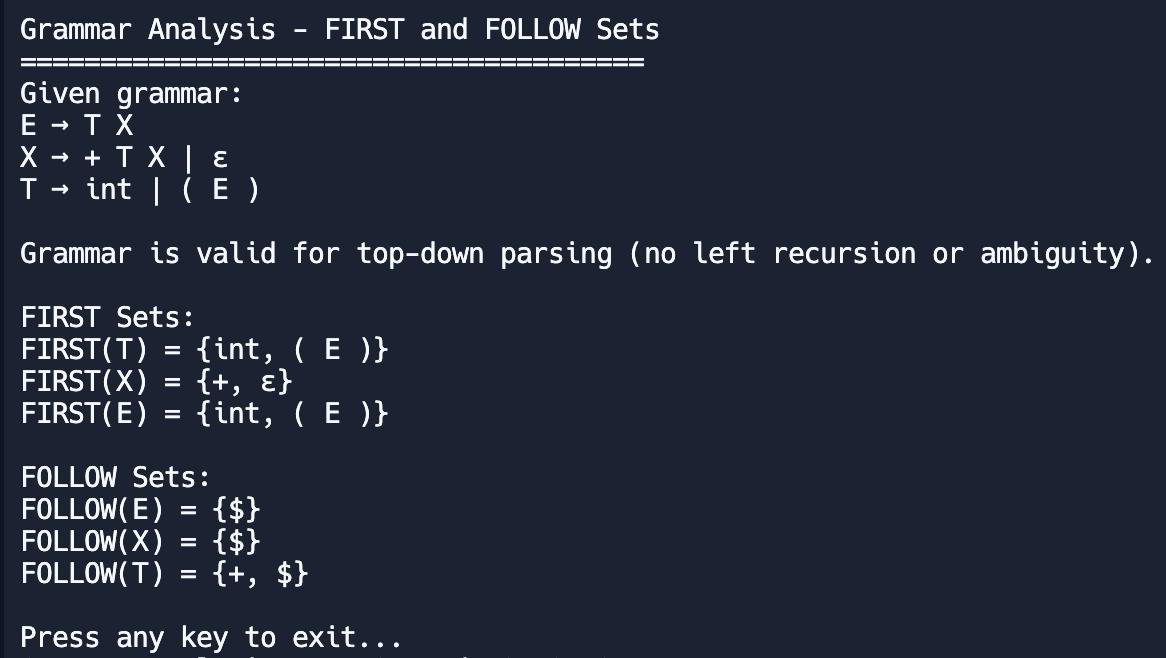 Grammar Analysis - FIRST and FOLLOW Sets
=======================================
Given grammar:
E → T X
X → + T X | ε
T → int | ( E )
Grammar is valid for top-down parsing (no left recursion or ambiguity).
FIRST Sets:
FIRST(T) = {int, ( E )}
FIRST(X) = {+, ε}
FIRST(E) = {int, ( E )}
FOLLOW Sets:
FOLLOW(E) = {$}
FOLLOW(X) = {$}
FOLLOW(T) = {+, $}
Press any key to exit...